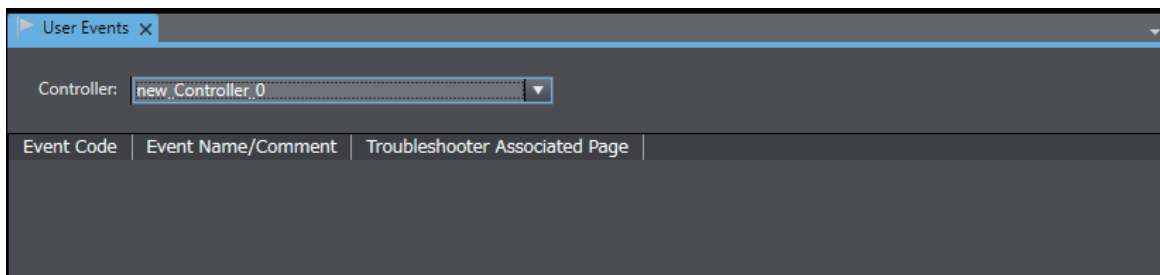 User Events
Controller: new_Controller_0
Event Code Event Name/Comment Troubleshooter Associated Page